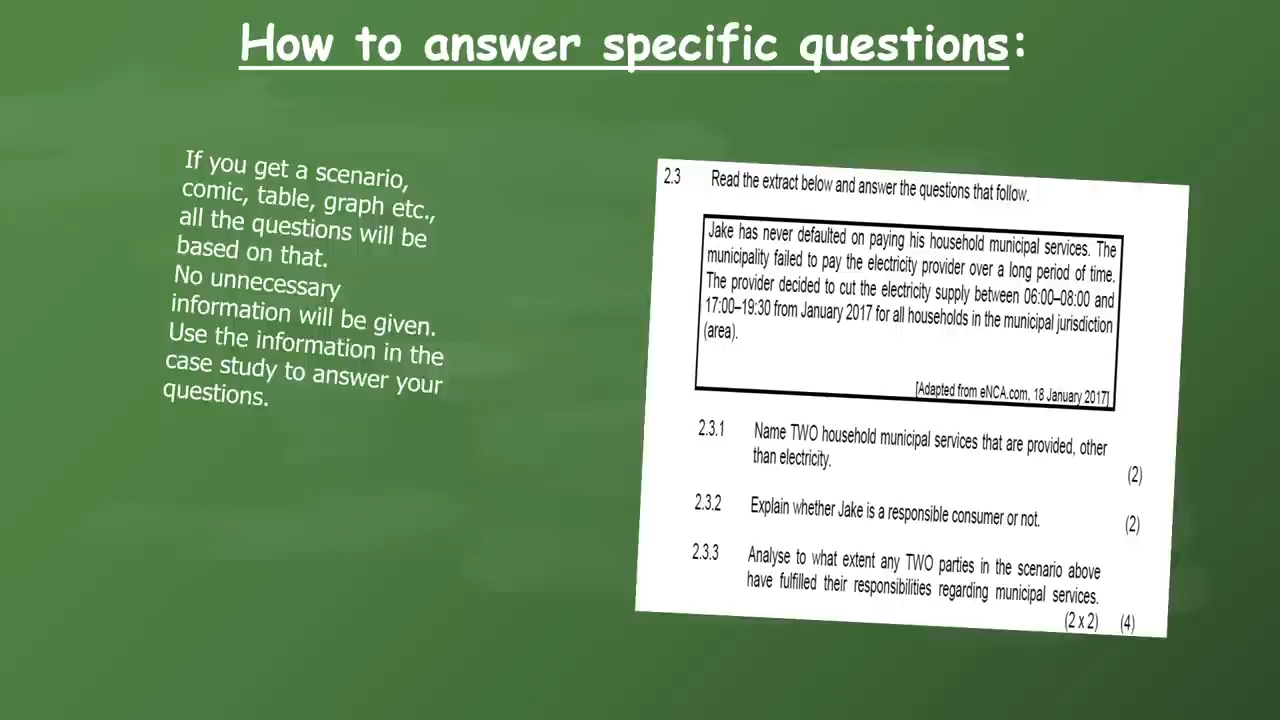 How to answer specific questions:
If you get a scenario,
comic, table, graph etc.,
all the questions will be
based on that.
No unnecessary
information will be given.
Use the information in the
case study to answer your
questions.
2.3 Read the extract below and answer the questions that follow.
Jake has never defaulted on paying his household municipal services. The
municipality failed to pay the electricity provider over a long period of time.
The provider decided to cut the electricity supply between 06:00–08:00 and
17:00–19:30 from January 2017 for all households in the municipal jurisdiction
(area).
[Adapted from eNCA.com, 18 January 2017]
2.3.1 Name TWO household municipal services that are provided, other
than electricity.
(2)
2.3.2 Explain whether Jake is a responsible consumer or not.
(2)
2.3.3 Analyse to what extent any TWO parties in the scenario above
have fulfilled their responsibilities regarding municipal services.
(2 x 2) (4)